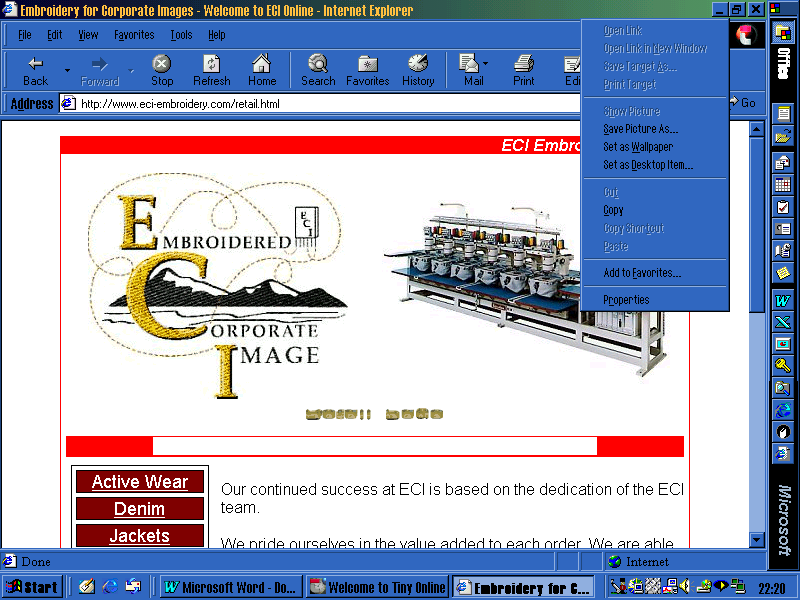 Embroidery for Corporate Images - Welcome to ECI Online - Internet Explorer
File Edit View Favorites Tools Help
Back Forward Stop Refresh Home Search Favorites History Mail Print Edi
Address http://www.eci-embroidery.com/retail.html Go
Open Link
Open Link in New Window
Save Target As...
Print Target
Show Picture
Save Picture As...
Set as Wallpaper
Set as Desktop Item...
Cut
Copy
Copy Shortcut
Paste
Add to Favorites...
Properties
Office
Microsoft
ECI Embro
ECI
EMBROIDERED
CORPORATE
IMAGE
Active Wear
Denim
Jackets
Our continued success at ECI is based on the dedication of the ECI
team.
We pride ourselves in the value added to each order. We are able
Done Internet
Start Microsoft Word - Do... Welcome to Tiny Online Embroidery for C... 22:20